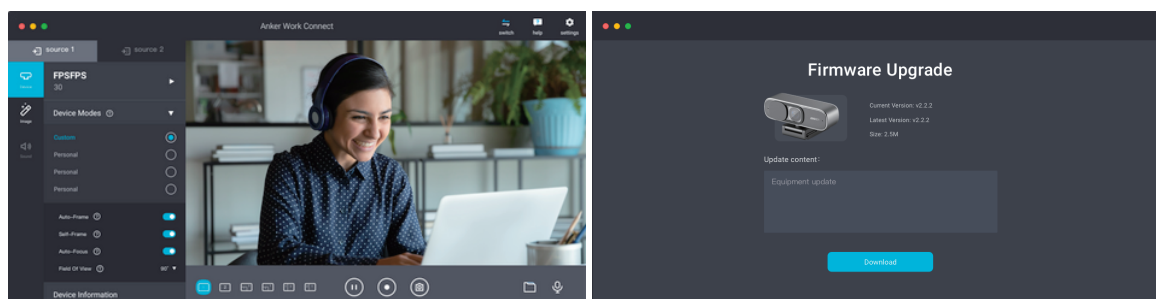 Anker Work Connect
switch
help
settings
source 1
source 2
FPSFPS
30
Device
Device Modes
Image
Custom
Sound
Personal
Personal
Personal
Auto-Frame
Self-Frame
Auto-Focus
Field Of View
90°
Device Information
Firmware Upgrade
Current Version: v2.2.2
Latest Version: v2.2.2
Size: 2.5M
Update content:
Equipment update
Download